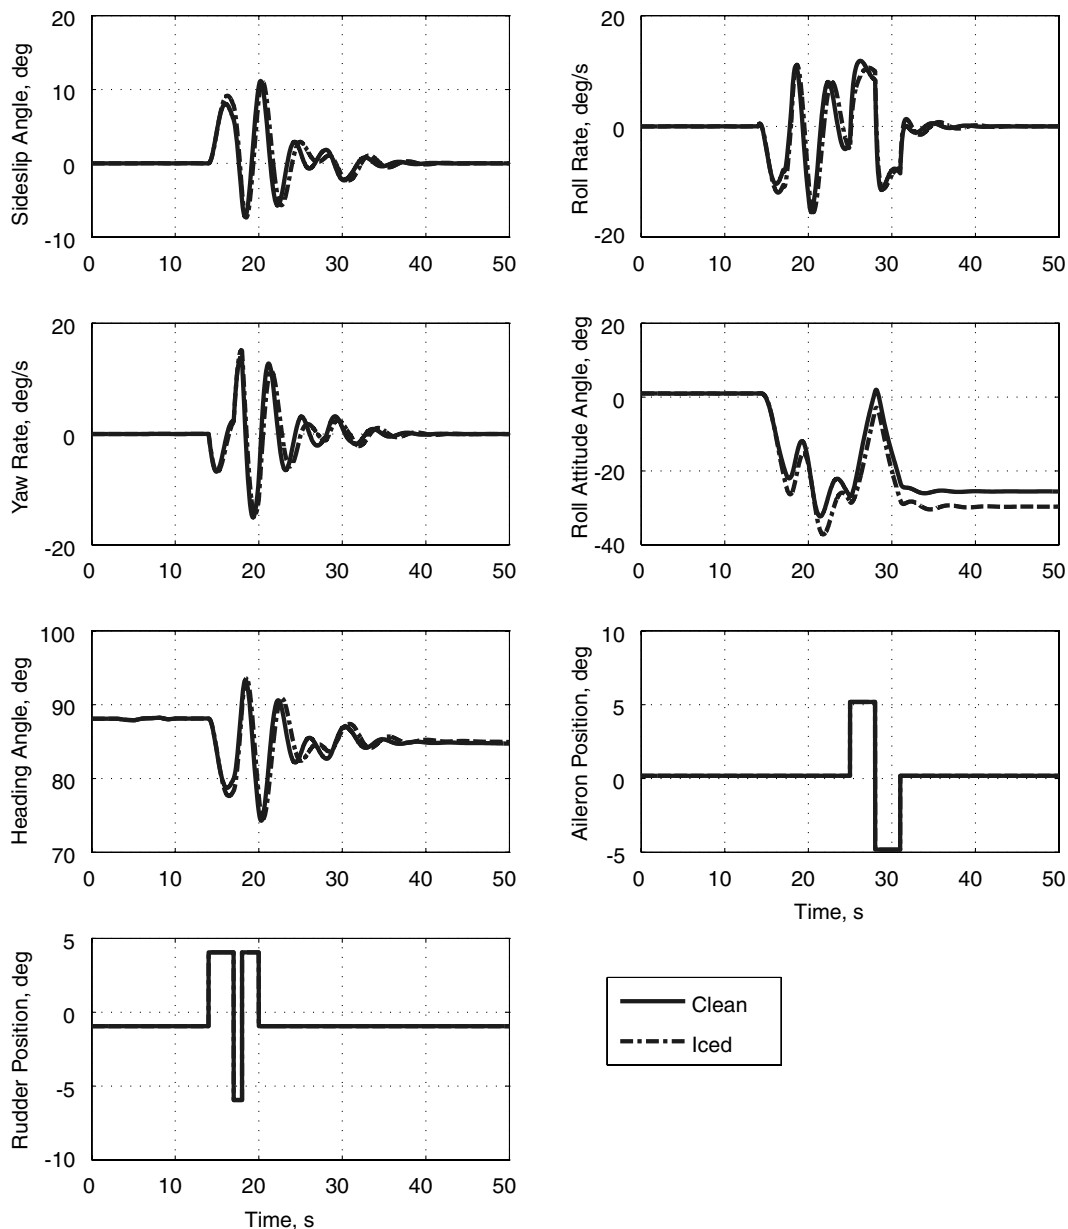 20
10
0
-10
Sideslip Angle, deg
0 10 20 30 40 50
20
0
-20
Roll Rate, deg/s
0 10 20 30 40 50
20
0
-20
Yaw Rate, deg/s
0 10 20 30 40 50
20
0
-20
-40
Roll Attitude Angle, deg
0 10 20 30 40 50
100
90
80
70
Heading Angle, deg
0 10 20 30 40 50
10
5
0
-5
Aileron Position, deg
0 10 20 30 40 50
Time, s
5
0
-5
-10
Rudder Position, deg
0 10 20 30 40 50
Time, s
Clean
Iced